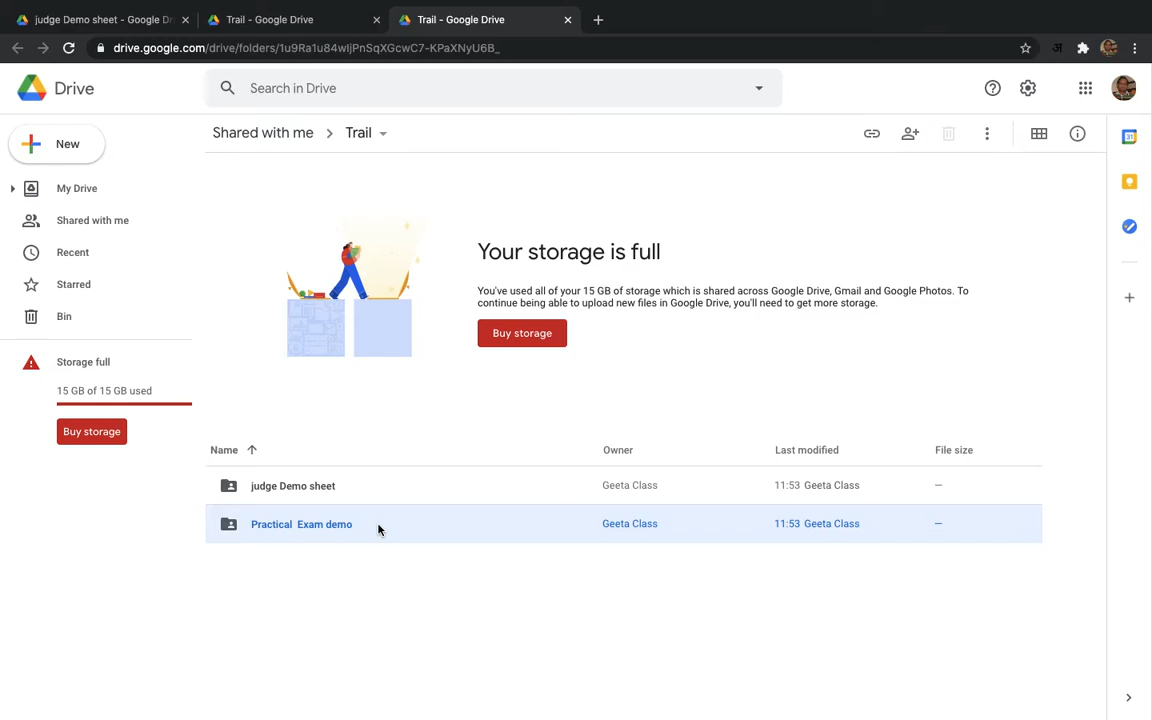 judge Demo sheet - Google Dr
Trail - Google Drive
Trail - Google Drive
drive.google.com/drive/folders/1u9Ra1u84wIjPnSqXGcwC7-KPaXNyU6B_
अ
Drive
Search in Drive
New
Shared with me > Trail
My Drive
Shared with me
Recent
Starred
Bin
Storage full
15 GB of 15 GB used
Buy storage
Your storage is full
You've used all of your 15 GB of storage which is shared across Google Drive, Gmail and Google Photos. To
continue being able to upload new files in Google Drive, you'll need to get more storage.
Buy storage
Name Owner Last modified File size
judge Demo sheet Geeta Class 11:53 Geeta Class —
Practical Exam demo Geeta Class 11:53 Geeta Class —
31